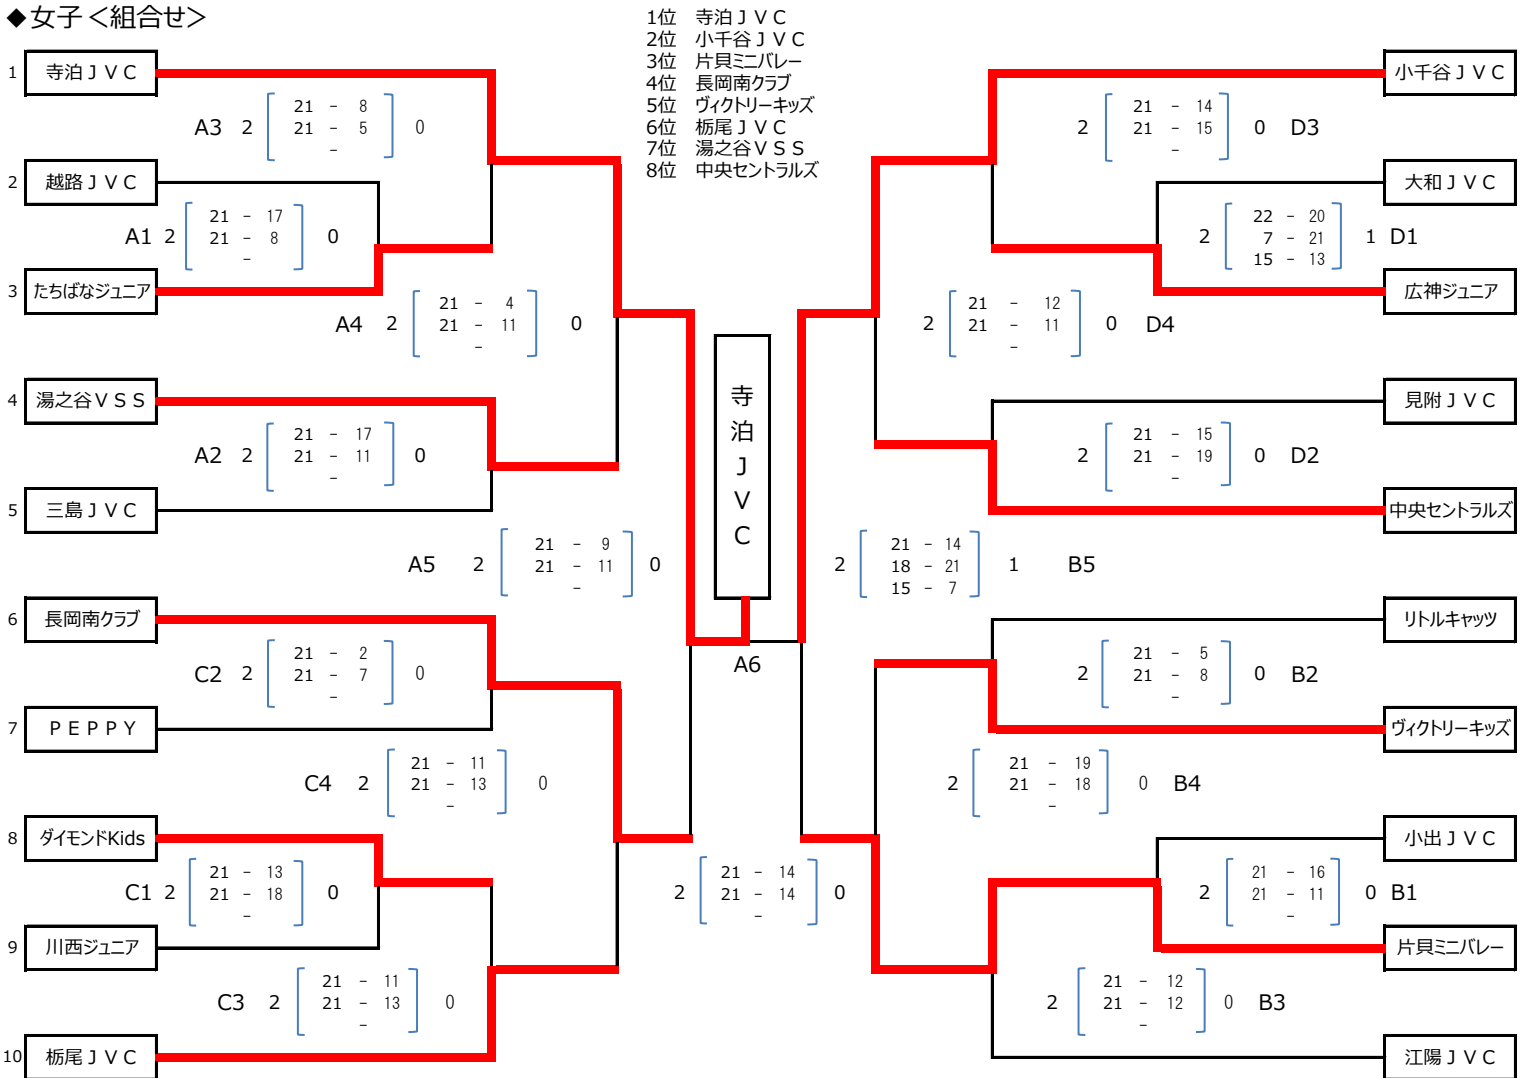 ◆女子＜組合せ＞
1位 寺泊ＪＶＣ
2位 小千谷ＪＶＣ
3位 片貝ミニバレー
4位 長岡南クラブ
5位 ヴィクトリーキッズ
6位 栃尾ＪＶＣ
7位 湯之谷ＶＳＳ
8位 中央セントラルズ
1 寺泊ＪＶＣ
A3 2 21 - 8 0
21 - 5
-
2 越路ＪＶＣ
A1 2 21 - 17 0
21 - 8
-
3 たちばなジュニア
A4 2 21 - 4 0
21 - 11
-
4 湯之谷ＶＳＳ
A2 2 21 - 17 0
21 - 11
-
5 三島ＪＶＣ
A5 2 21 - 9 0
21 - 11
-
6 長岡南クラブ
C2 2 21 - 2 0
21 - 7
-
7 ＰＥＰＰＹ
C4 2 21 - 11 0
21 - 13
-
8 ダイモンドKids
C1 2 21 - 13 0
21 - 18
-
9 川西ジュニア
C3 2 21 - 11 0
21 - 13
-
10 栃尾ＪＶＣ
寺泊ＪＶＣ
A6
2 21 - 14 0
21 - 14
-
小千谷ＪＶＣ
2 21 - 14 0 D3
21 - 15
-
大和ＪＶＣ
2 22 - 20 1 D1
7 - 21
15 - 13
広神ジュニア
2 21 - 12 0 D4
21 - 11
-
見附ＪＶＣ
2 21 - 15 0 D2
21 - 19
-
中央セントラルズ
2 21 - 14 1 B5
18 - 21
15 - 7
リトルキャッツ
2 21 - 5 0 B2
21 - 8
-
ヴィクトリーキッズ
2 21 - 19 0 B4
21 - 18
-
小出ＪＶＣ
2 21 - 16 0 B1
21 - 11
-
片貝ミニバレー
2 21 - 12 0 B3
21 - 12
-
江陽ＪＶＣ